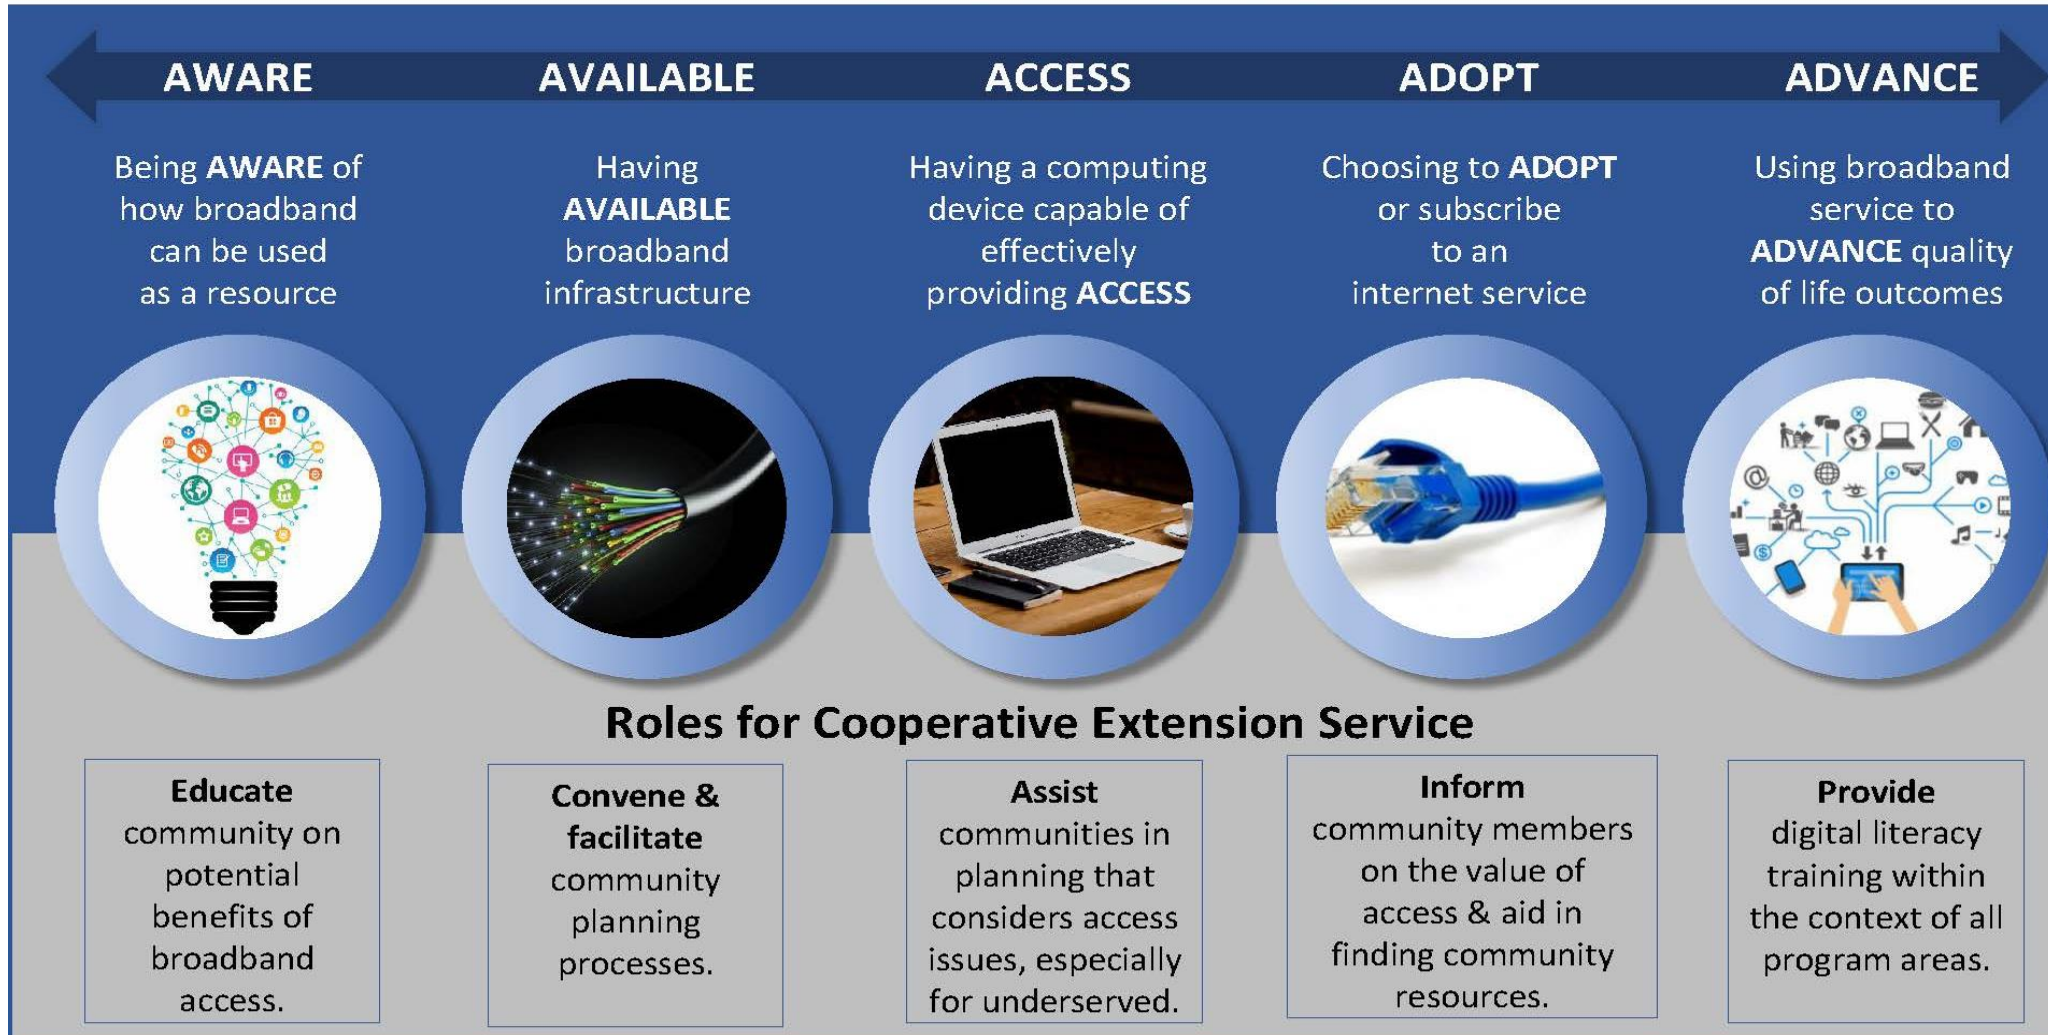 AWARE
AVAILABLE
ACCESS
ADOPT
ADVANCE
Being AWARE of
how broadband
can be used
as a resource
Having
AVAILABLE
broadband
infrastructure
Having a computing
device capable of
effectively
providing ACCESS
Choosing to ADOPT
or subscribe
to an
internet service
Using broadband
service to
ADVANCE quality
of life outcomes
Roles for Cooperative Extension Service
Educate
community on
potential
benefits of
broadband
access.
Convene &
facilitate
community
planning
processes.
Assist
communities in
planning that
considers access
issues, especially
for underserved.
Inform
community members
on the value of
access & aid in
finding community
resources.
Provide
digital literacy
training within
the context of all
program areas.